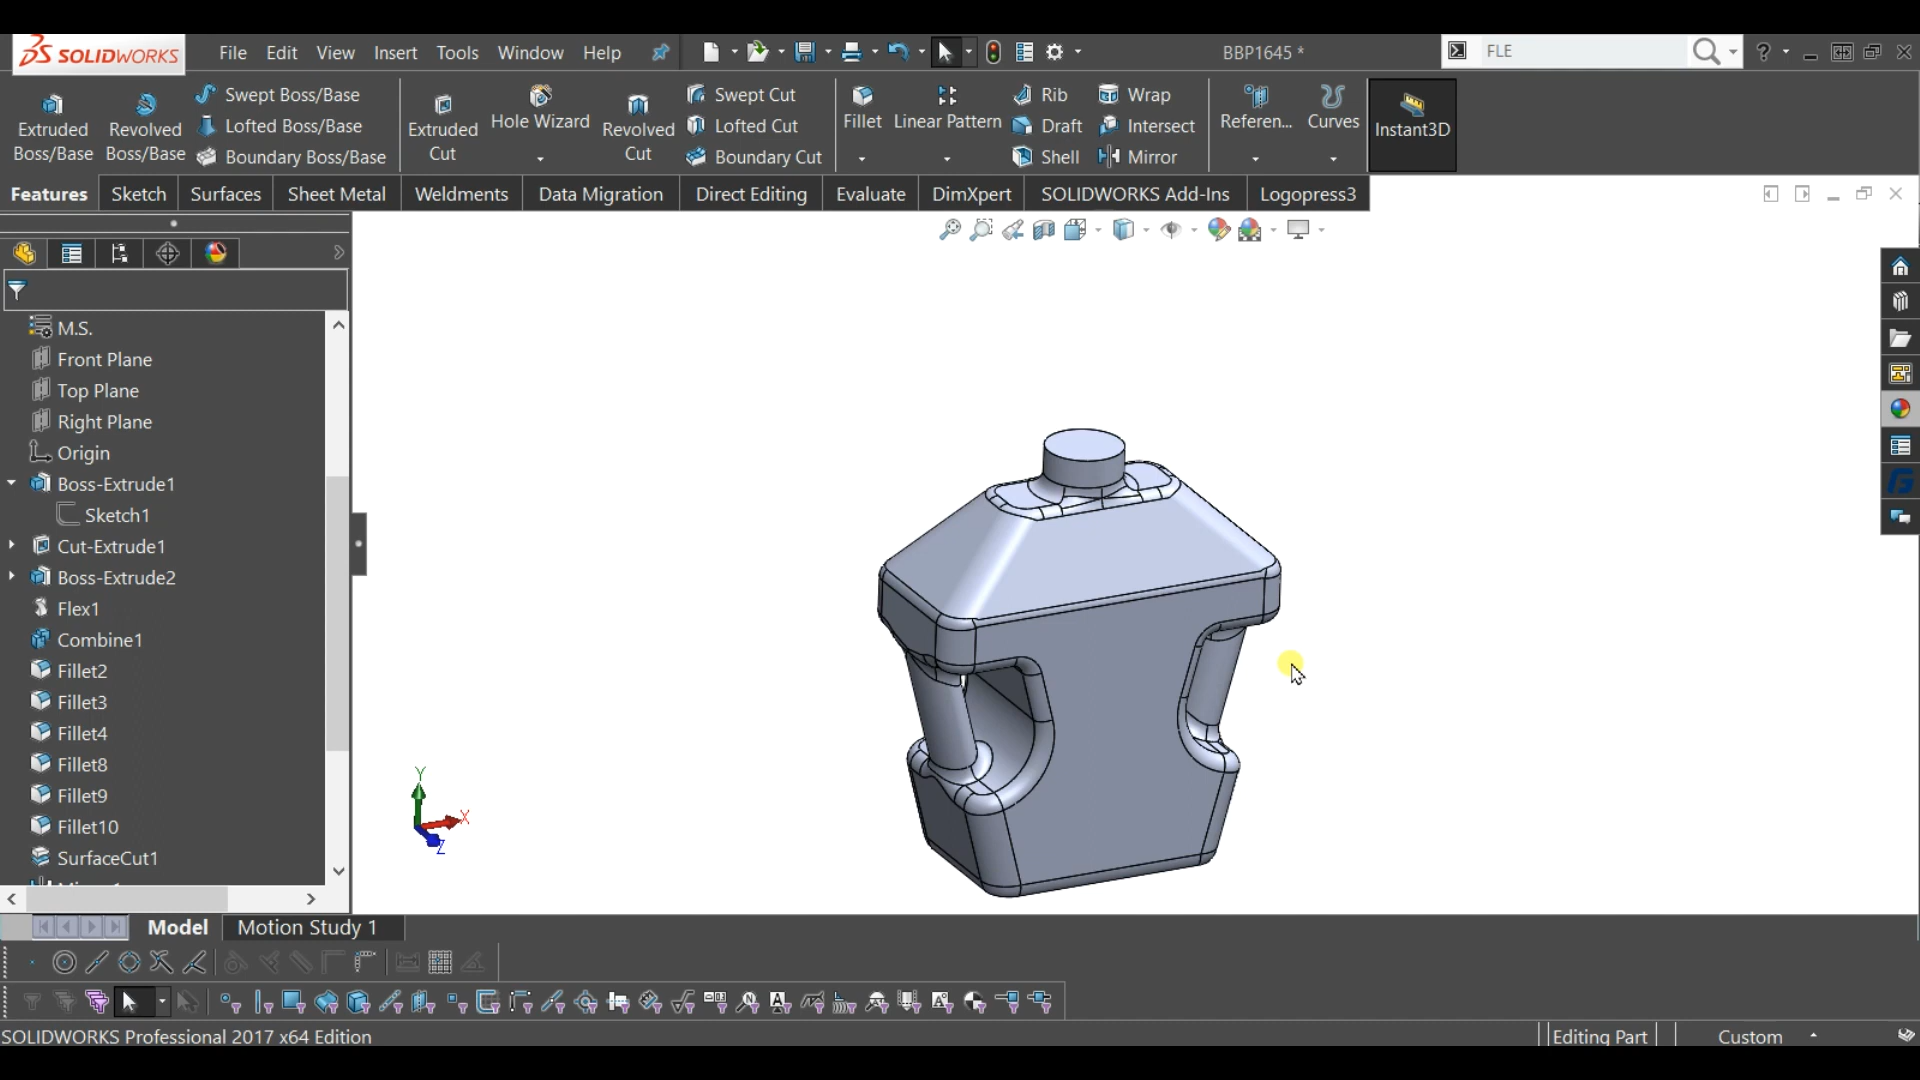 SOLIDWORKS File Edit View Insert Tools Window Help BBP1645 * FLE
Extruded Boss/Base
Revolved Boss/Base
Swept Boss/Base
Lofted Boss/Base
Boundary Boss/Base
Extruded Cut
Hole Wizard
Revolved Cut
Swept Cut
Lofted Cut
Boundary Cut
Fillet
Linear Pattern
Rib
Draft
Shell
Wrap
Intersect
Mirror
Referen...
Curves
Instant3D
Features Sketch Surfaces Sheet Metal Weldments Data Migration Direct Editing Evaluate DimXpert SOLIDWORKS Add-Ins Logopress3
M.S.
Front Plane
Top Plane
Right Plane
Origin
Boss-Extrude1
Sketch1
Cut-Extrude1
Boss-Extrude2
Flex1
Combine1
Fillet2
Fillet3
Fillet4
Fillet8
Fillet9
Fillet10
SurfaceCut1
Y
X
Z
Model Motion Study 1
SOLIDWORKS Professional 2017 x64 Edition Editing Part Custom